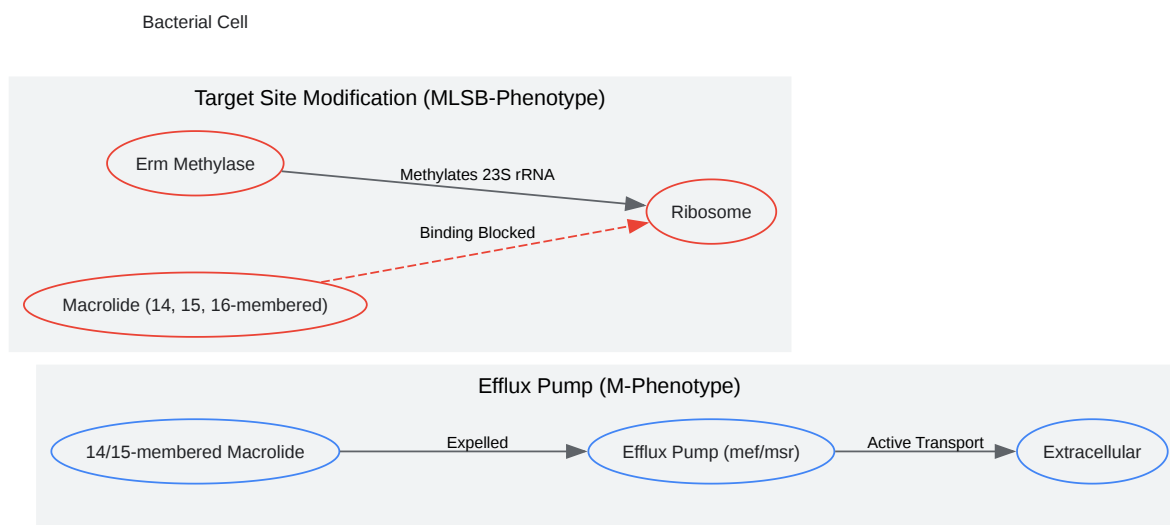 Bacterial Cell
Target Site Modification (MLSB-Phenotype)
Erm Methylase
Methylates 23S rRNA
Ribosome
Binding Blocked
Macrolide (14, 15, 16-membered)
Efflux Pump (M-Phenotype)
14/15-membered Macrolide
Expelled
Efflux Pump (mef/msr)
Active Transport
Extracellular